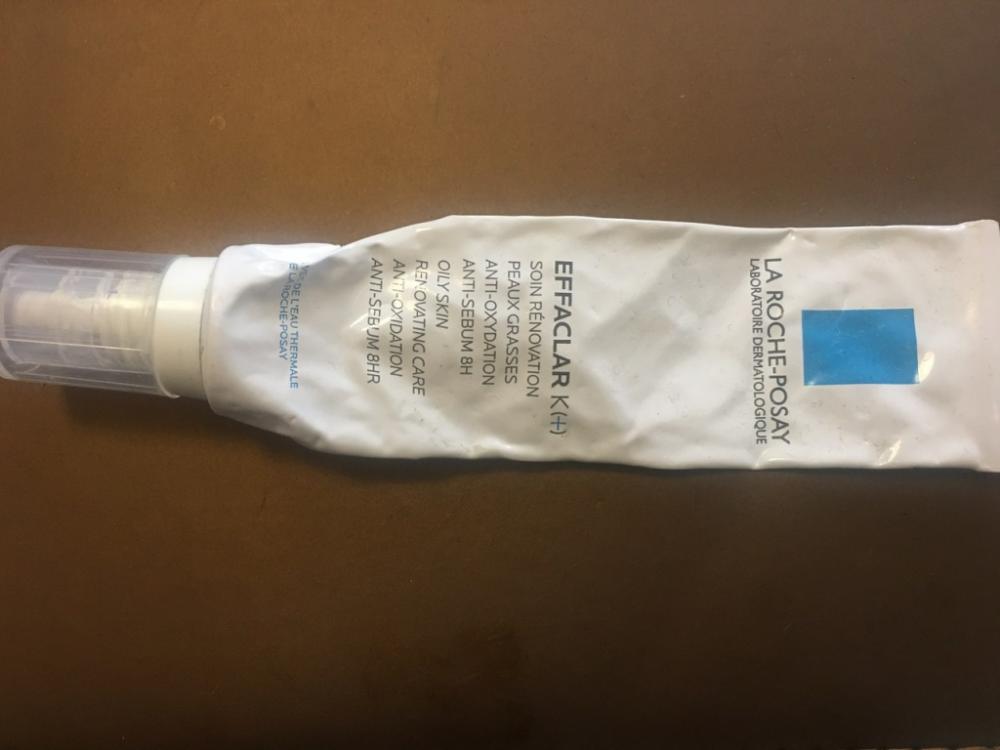 LA ROCHE-POSAY
LABORATOIRE DERMATOLOGIQUE
EFFACLAR K(+)
SOIN RÉNOVATION
PEAUX GRASSES
ANTI-OXYDATION
ANTI-SEBUM 8H
OILY SKIN
RENOVATING CARE
ANTI-OXIDATION
ANTI-SEBUM 8HR
DE L'EAU THERMALE
ROCHE-POSAY